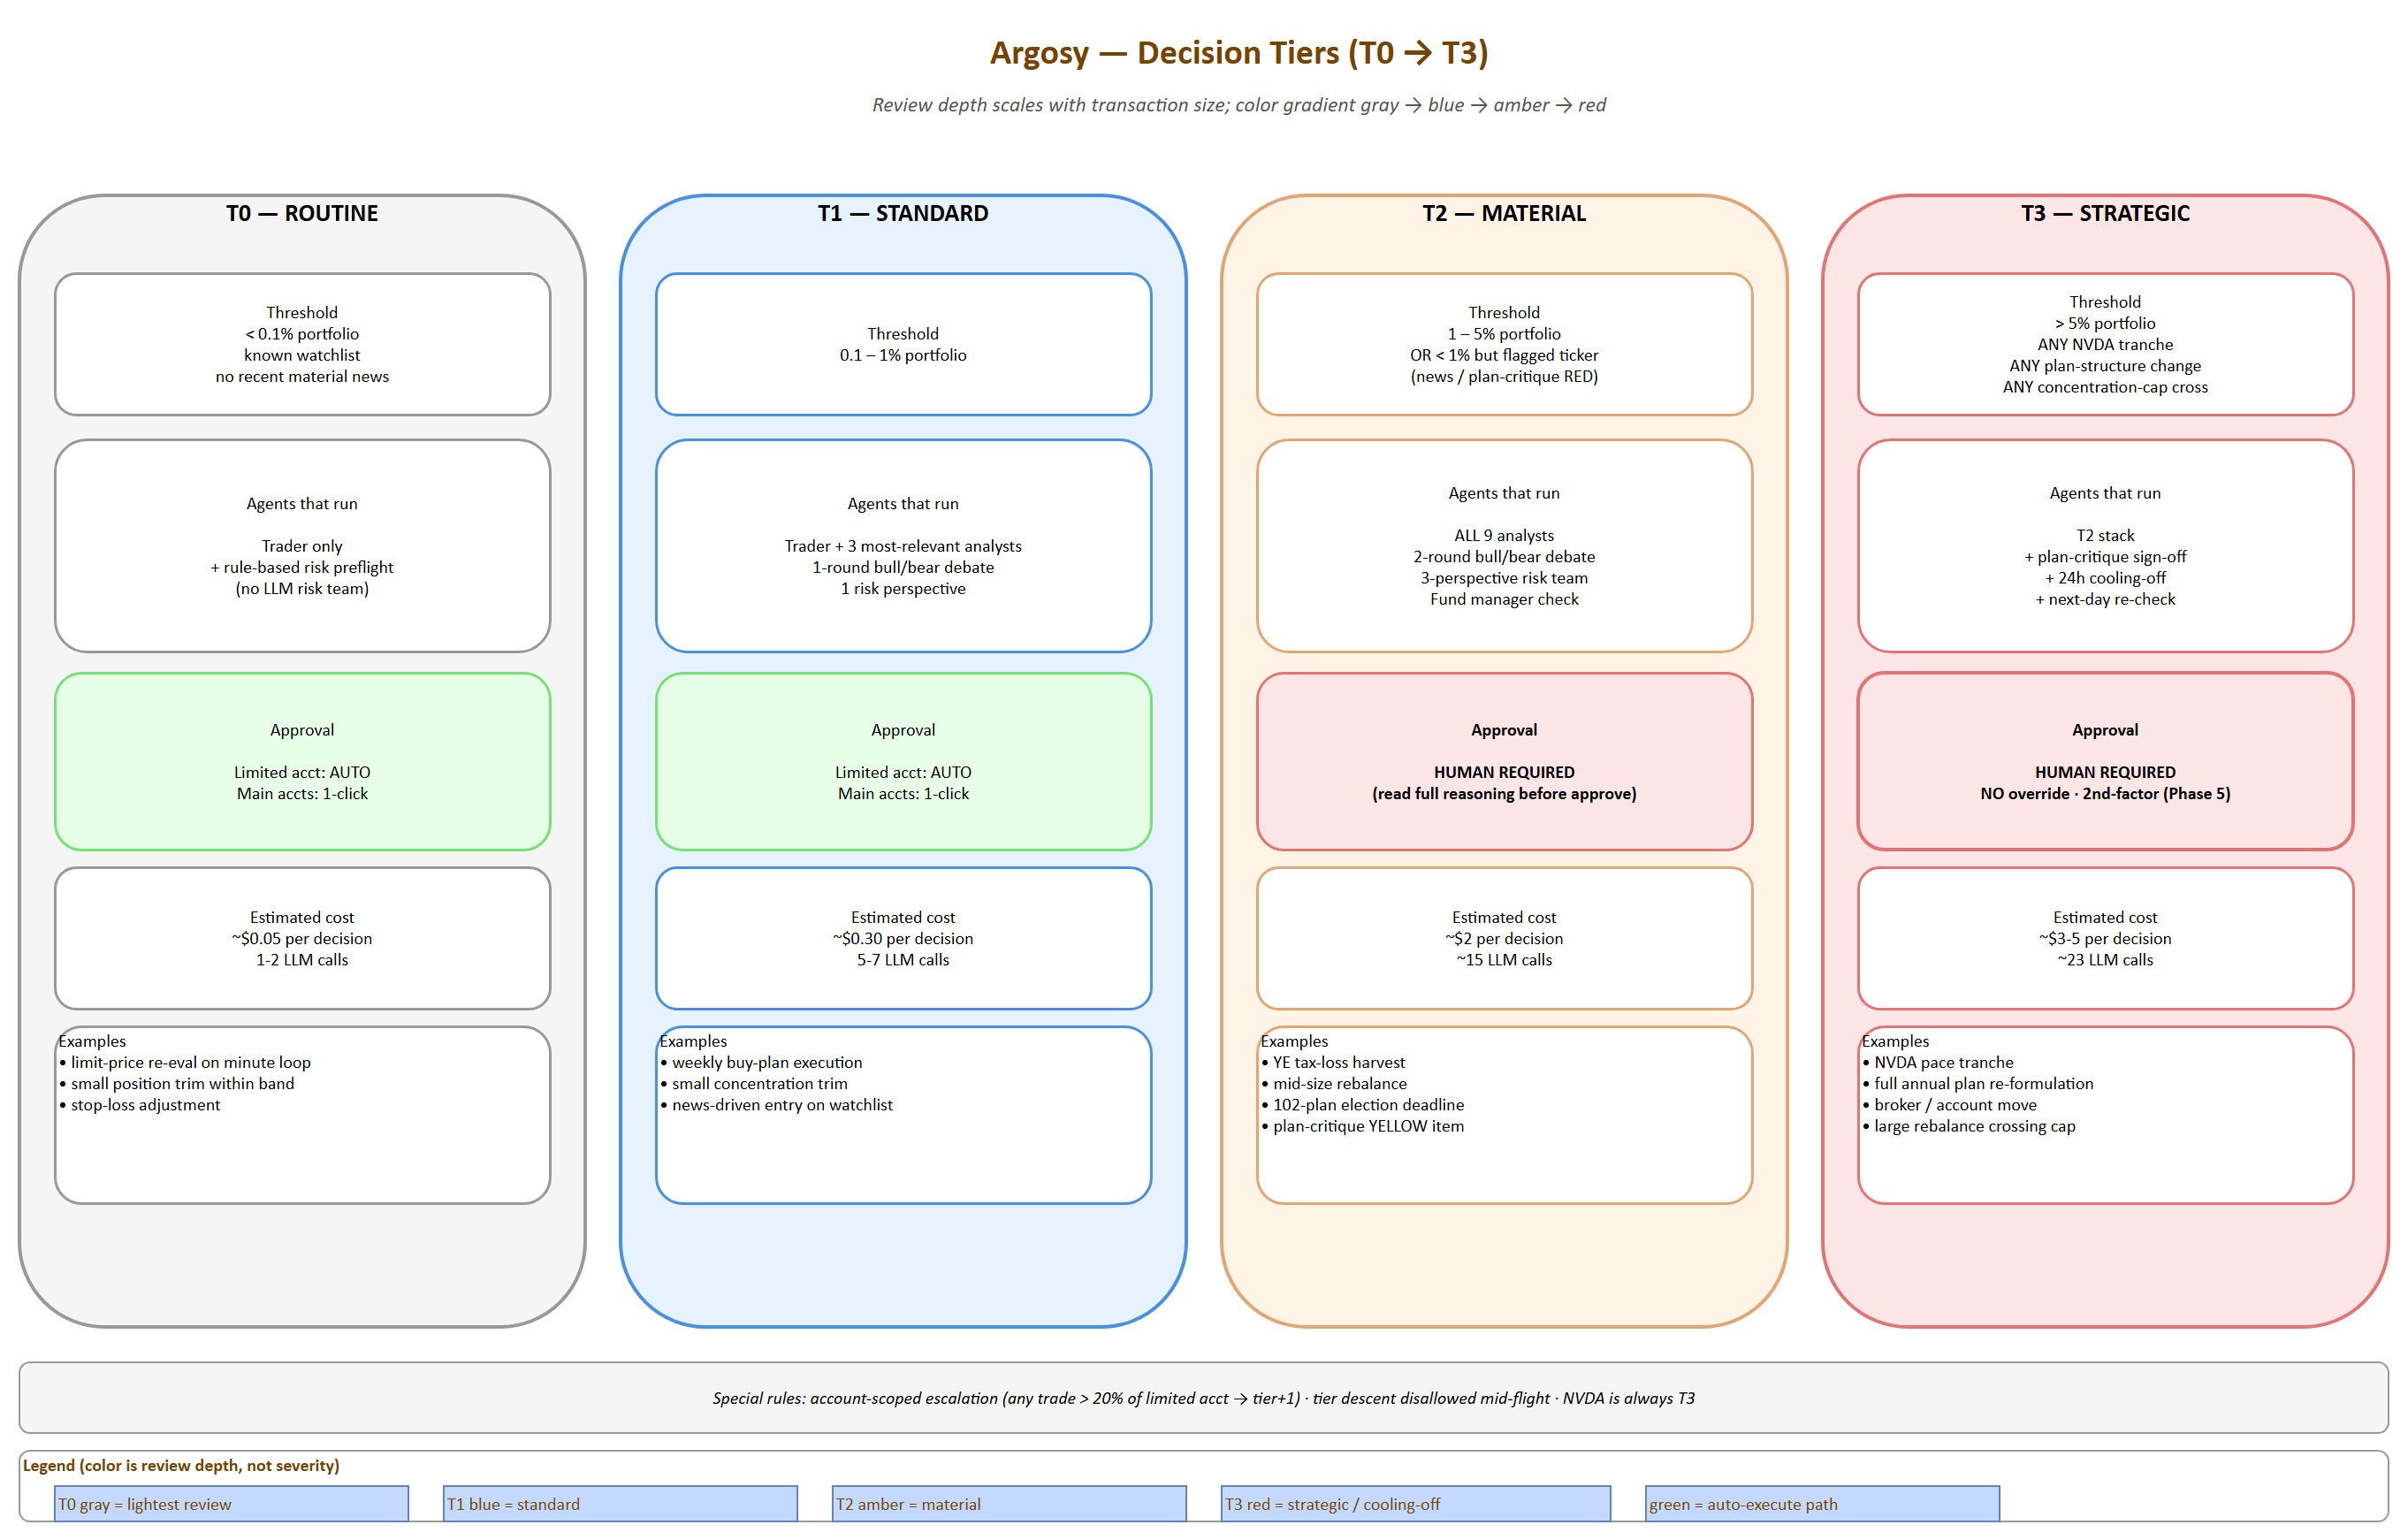 Argosy — Decision Tiers (T0 → T3)
Review depth scales with transaction size; color gradient gray → blue → amber → red
T0 — ROUTINE
Threshold
< 0.1% portfolio
known watchlist
no recent material news
Agents that run
Trader only
+ rule-based risk preflight
(no LLM risk team)
Approval
Limited acct: AUTO
Main accts: 1-click
Estimated cost
~$0.05 per decision
1-2 LLM calls
Examples
• limit-price re-eval on minute loop
• small position trim within band
• stop-loss adjustment
T1 — STANDARD
Threshold
0.1 – 1% portfolio
Agents that run
Trader + 3 most-relevant analysts
1-round bull/bear debate
1 risk perspective
Approval
Limited acct: AUTO
Main accts: 1-click
Estimated cost
~$0.30 per decision
5-7 LLM calls
Examples
• weekly buy-plan execution
• small concentration trim
• news-driven entry on watchlist
T2 — MATERIAL
Threshold
1 – 5% portfolio
OR < 1% but flagged ticker
(news / plan-critique RED)
Agents that run
ALL 9 analysts
2-round bull/bear debate
3-perspective risk team
Fund manager check
Approval
HUMAN REQUIRED
(read full reasoning before approve)
Estimated cost
~$2 per decision
~15 LLM calls
Examples
• YE tax-loss harvest
• mid-size rebalance
• 102-plan election deadline
• plan-critique YELLOW item
T3 — STRATEGIC
Threshold
> 5% portfolio
ANY NVDA tranche
ANY plan-structure change
ANY concentration-cap cross
Agents that run
T2 stack
+ plan-critique sign-off
+ 24h cooling-off
+ next-day re-check
Approval
HUMAN REQUIRED
NO override · 2nd-factor (Phase 5)
Estimated cost
~$3-5 per decision
~23 LLM calls
Examples
• NVDA pace tranche
• full annual plan re-formulation
• broker / account move
• large rebalance crossing cap
Special rules: account-scoped escalation (any trade > 20% of limited acct → tier+1) · tier descent disallowed mid-flight · NVDA is always T3
Legend (color is review depth, not severity)
T0 gray = lightest review
T1 blue = standard
T2 amber = material
T3 red = strategic / cooling-off
green = auto-execute path